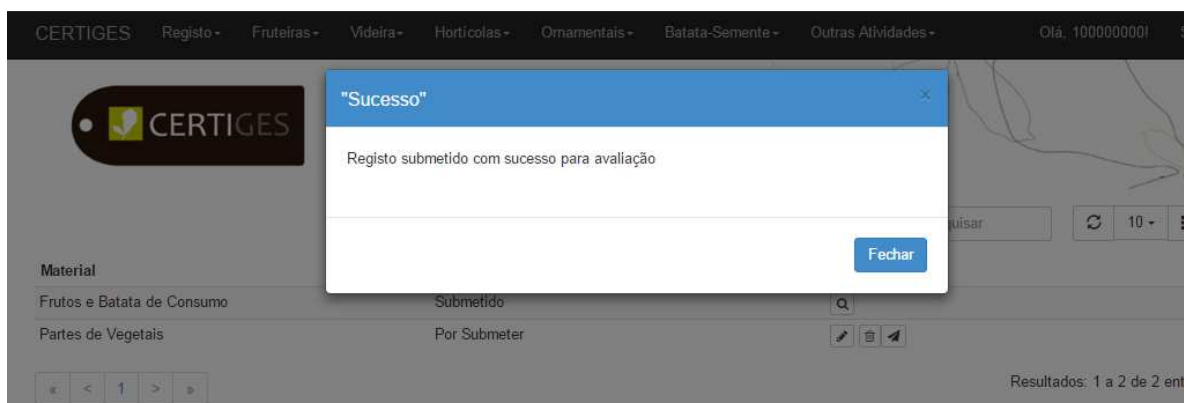 CERTIGES Registo Fruteiras Videira Hortícolas Ornamentais Batata-Semente Outras Atividades Olá, 100000000!
"Sucesso" ×
CERTIGES
Registo submetido com sucesso para avaliação
quisar 10
Fechar
Material
Frutos e Batata de Consumo Submetido
Partes de Vegetais Por Submeter
« < 1 > »
Resultados: 1 a 2 de 2 ent